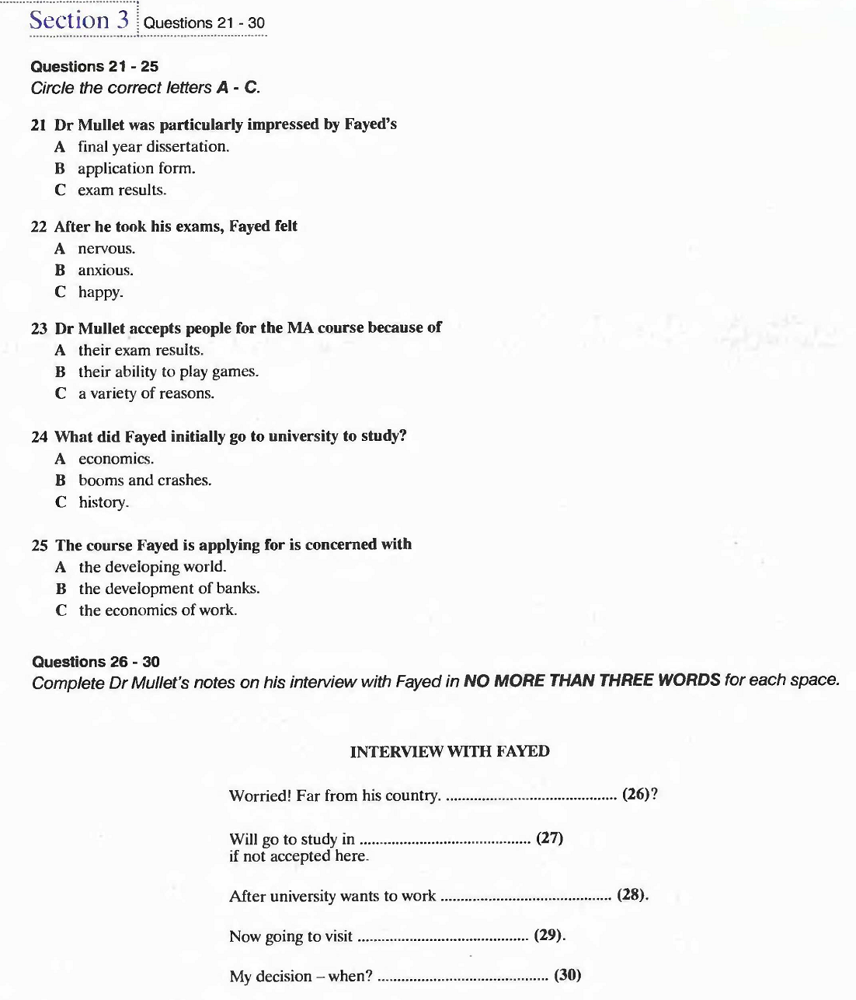 Section 3 Questions 21 - 30
Questions 21 - 25
Circle the correct letters A - C.
21 Dr Mullet was particularly impressed by Fayed's
A final year dissertation.
B application form.
C exam results.
22 After he took his exams, Fayed felt
A nervous.
B anxious.
C happy.
23 Dr Mullet accepts people for the MA course because of
A their exam results.
B their ability to play games.
C a variety of reasons.
24 What did Fayed initially go to university to study?
A economics.
B booms and crashes.
C history.
25 The course Fayed is applying for is concerned with
A the developing world.
B the development of banks.
C the economics of work.
Questions 26 - 30
Complete Dr Mullet's notes on his interview with Fayed in NO MORE THAN THREE WORDS for each space.
INTERVIEW WITH FAYED
Worried! Far from his country. .......................................... (26)?
Will go to study in .......................................... (27)
if not accepted here.
After university wants to work .......................................... (28).
Now going to visit .......................................... (29).
My decision – when? .......................................... (30)